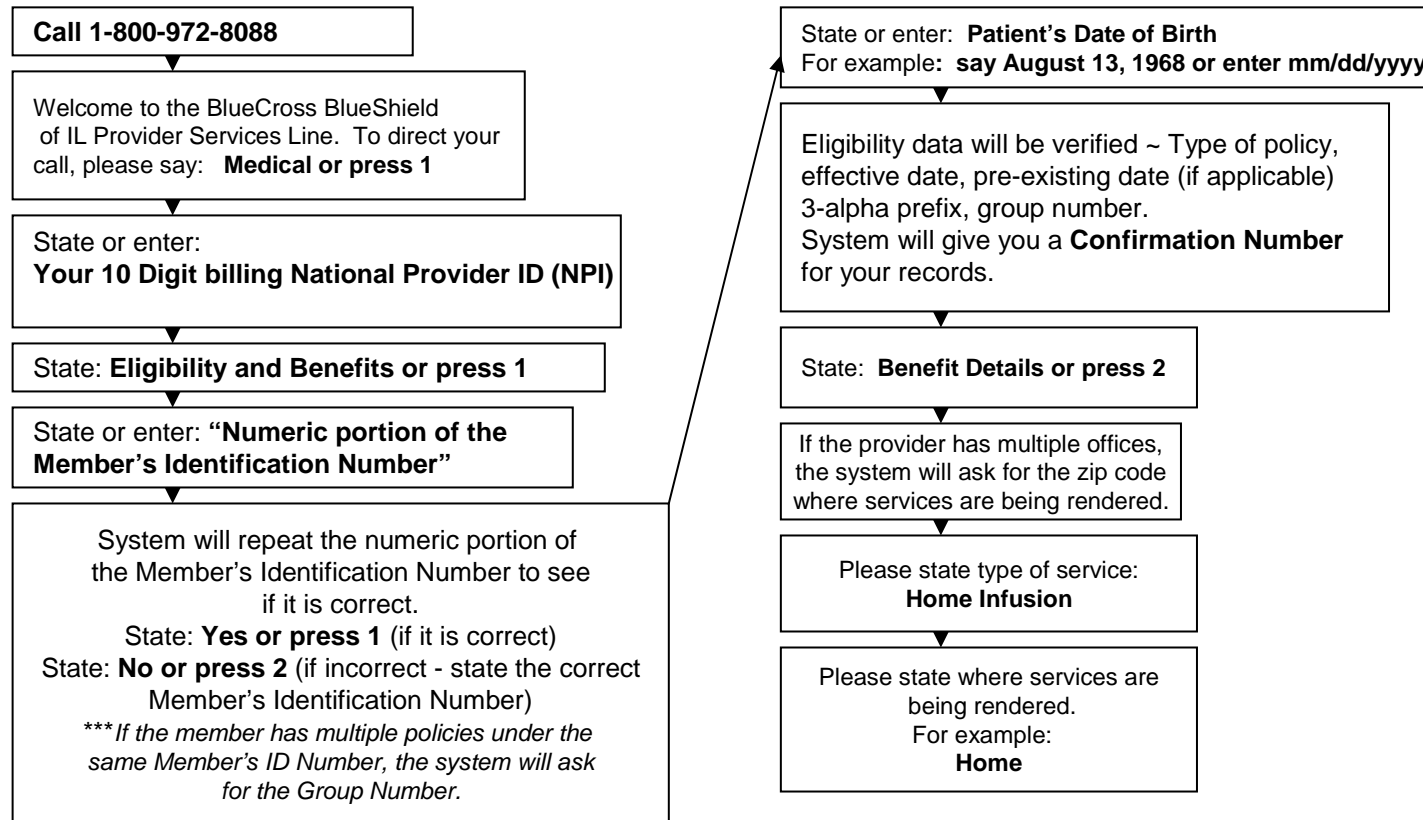 Call 1-800-972-8088
Welcome to the BlueCross BlueShield
of IL Provider Services Line. To direct your
call, please say: Medical or press 1
State or enter:
Your 10 Digit billing National Provider ID (NPI)
State: Eligibility and Benefits or press 1
State or enter: “Numeric portion of the
Member’s Identification Number”
System will repeat the numeric portion of
the Member’s Identification Number to see
if it is correct.
State: Yes or press 1 (if it is correct)
State: No or press 2 (if incorrect - state the correct
Member’s Identification Number)
***If the member has multiple policies under the
same Member’s ID Number, the system will ask
for the Group Number.
State or enter: Patient’s Date of Birth
For example: say August 13, 1968 or enter mm/dd/yyyy
Eligibility data will be verified ~ Type of policy,
effective date, pre-existing date (if applicable)
3-alpha prefix, group number.
System will give you a Confirmation Number
for your records.
State: Benefit Details or press 2
If the provider has multiple offices,
the system will ask for the zip code
where services are being rendered.
Please state type of service:
Home Infusion
Please state where services are
being rendered.
For example:
Home